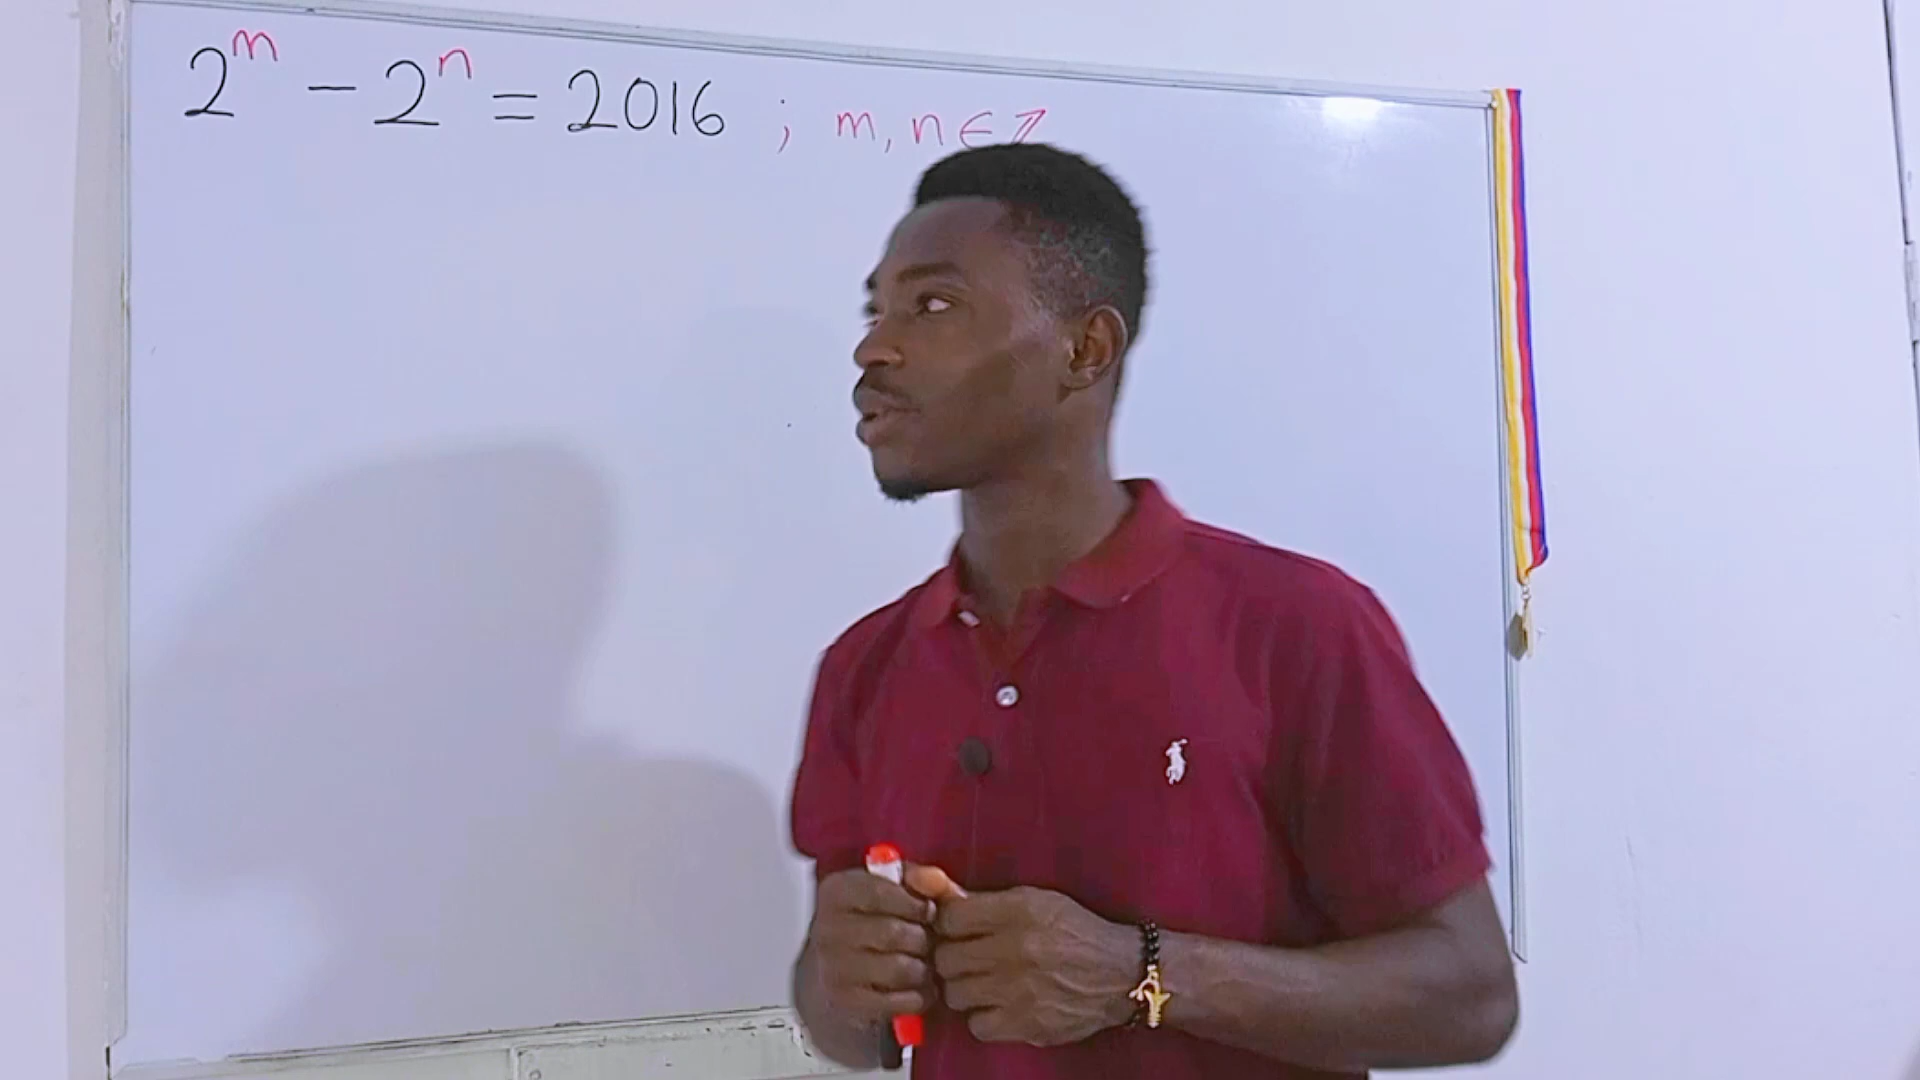 2^m - 2^n = 2016 ; m, n ∈ ℤ